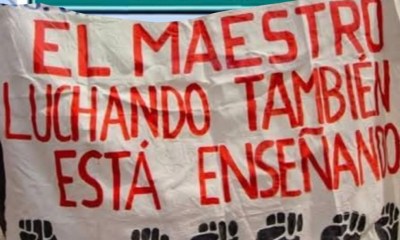 EL MAESTRO
LUCHANDO TAMBIÉN
ESTÁ ENSEÑANDO